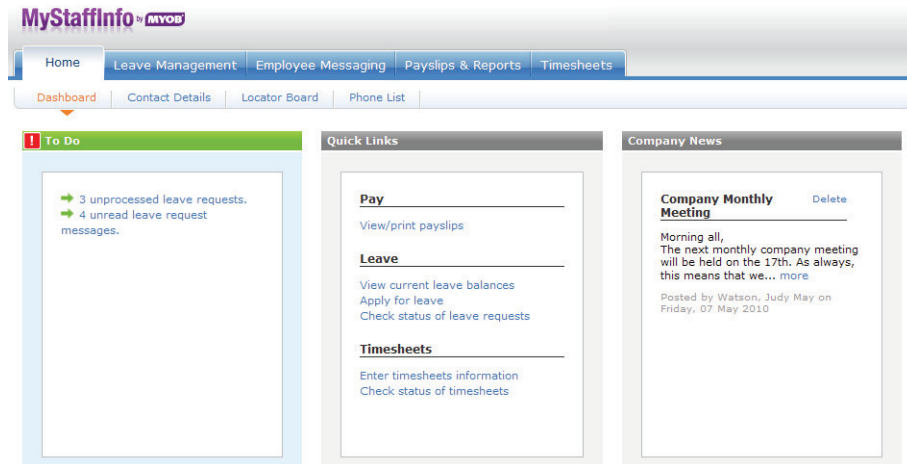 MyStaffInfo by MYOB
Home Leave Management Employee Messaging Payslips & Reports Timesheets
Dashboard Contact Details Locator Board Phone List
! To Do
3 unprocessed leave requests.
4 unread leave request
messages.
Quick Links
Pay
View/print payslips
Leave
View current leave balances
Apply for leave
Check status of leave requests
Timesheets
Enter timesheets information
Check status of timesheets
Company News
Company Monthly Delete
Meeting
Morning all,
The next monthly company meeting
will be held on the 17th. As always,
this means that we... more
Posted by Watson, Judy May on
Friday, 07 May 2010